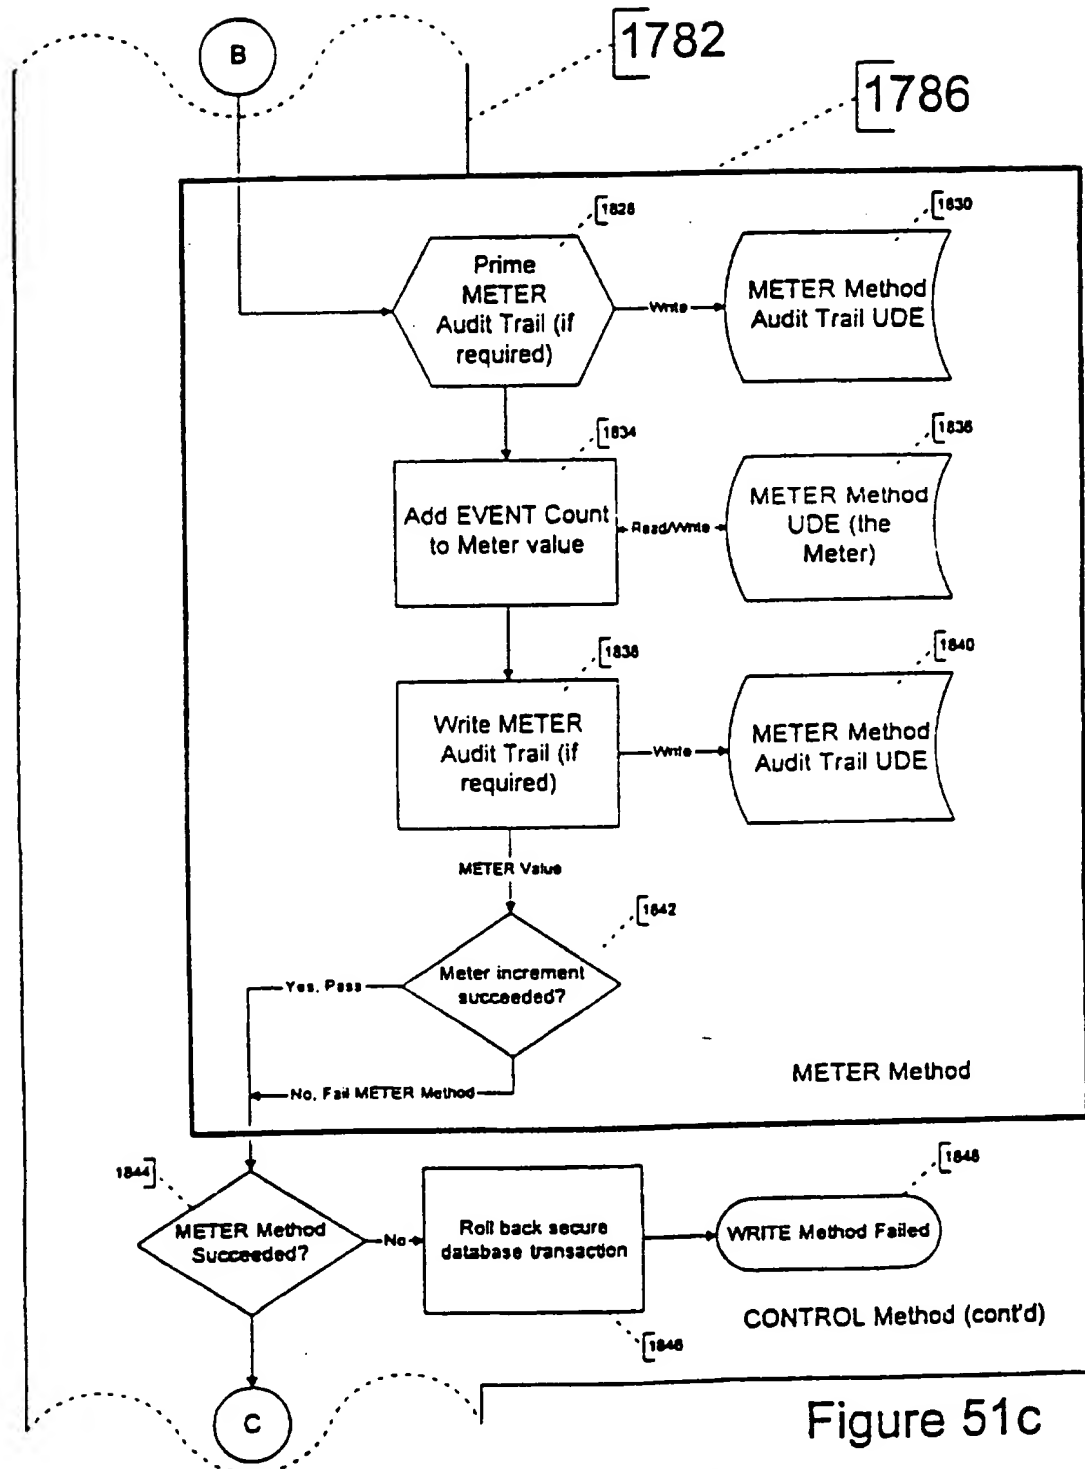 B
1782
1786
1828
1830
Prime
METER
Audit Trail (if
required)
Write
METER Method
Audit Trail UDE
1834
1836
Add EVENT Count
to Meter value
Read/Write
METER Method
UDE (the
Meter)
1838
1840
Write METER
Audit Trail (if
required)
Write
METER Method
Audit Trail UDE
METER Value
1842
Meter increment
succeeded?
Yes, Pass
No, Fail METER Method
METER Method
1844
METER Method
Succeeded?
No
Roll back secure
database transaction
1848
WRITE Method Failed
1846
CONTROL Method (cont'd)
C
Figure 51c